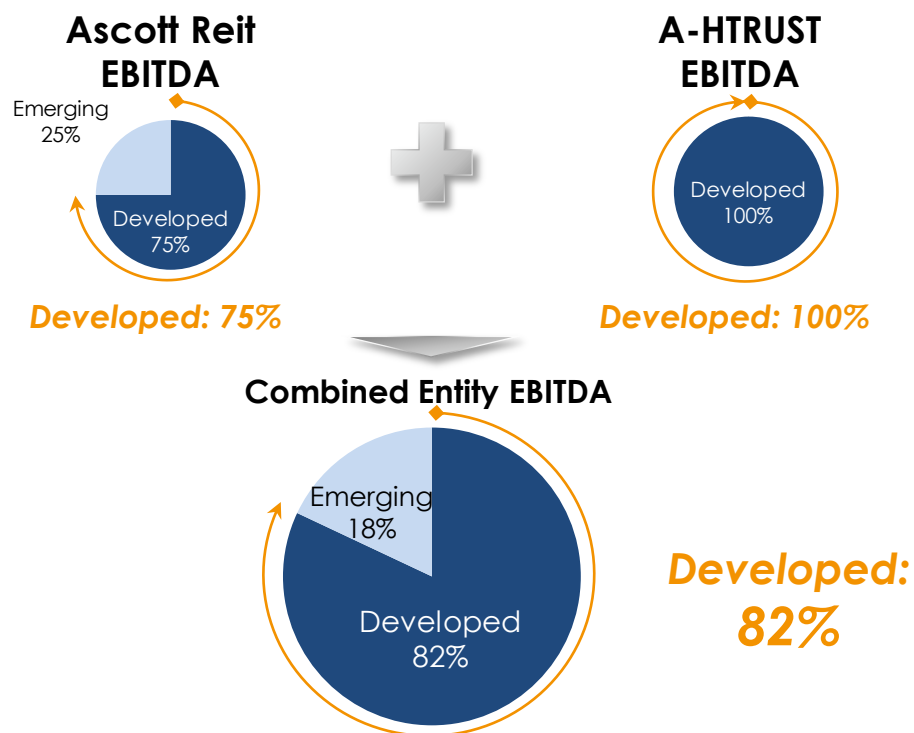 Ascott Reit
EBITDA
Emerging
25%
Developed
75%
Developed: 75%
A-HTRUST
EBITDA
Developed
100%
Developed: 100%
Combined Entity EBITDA
Emerging
18%
Developed
82%
Developed:
82%